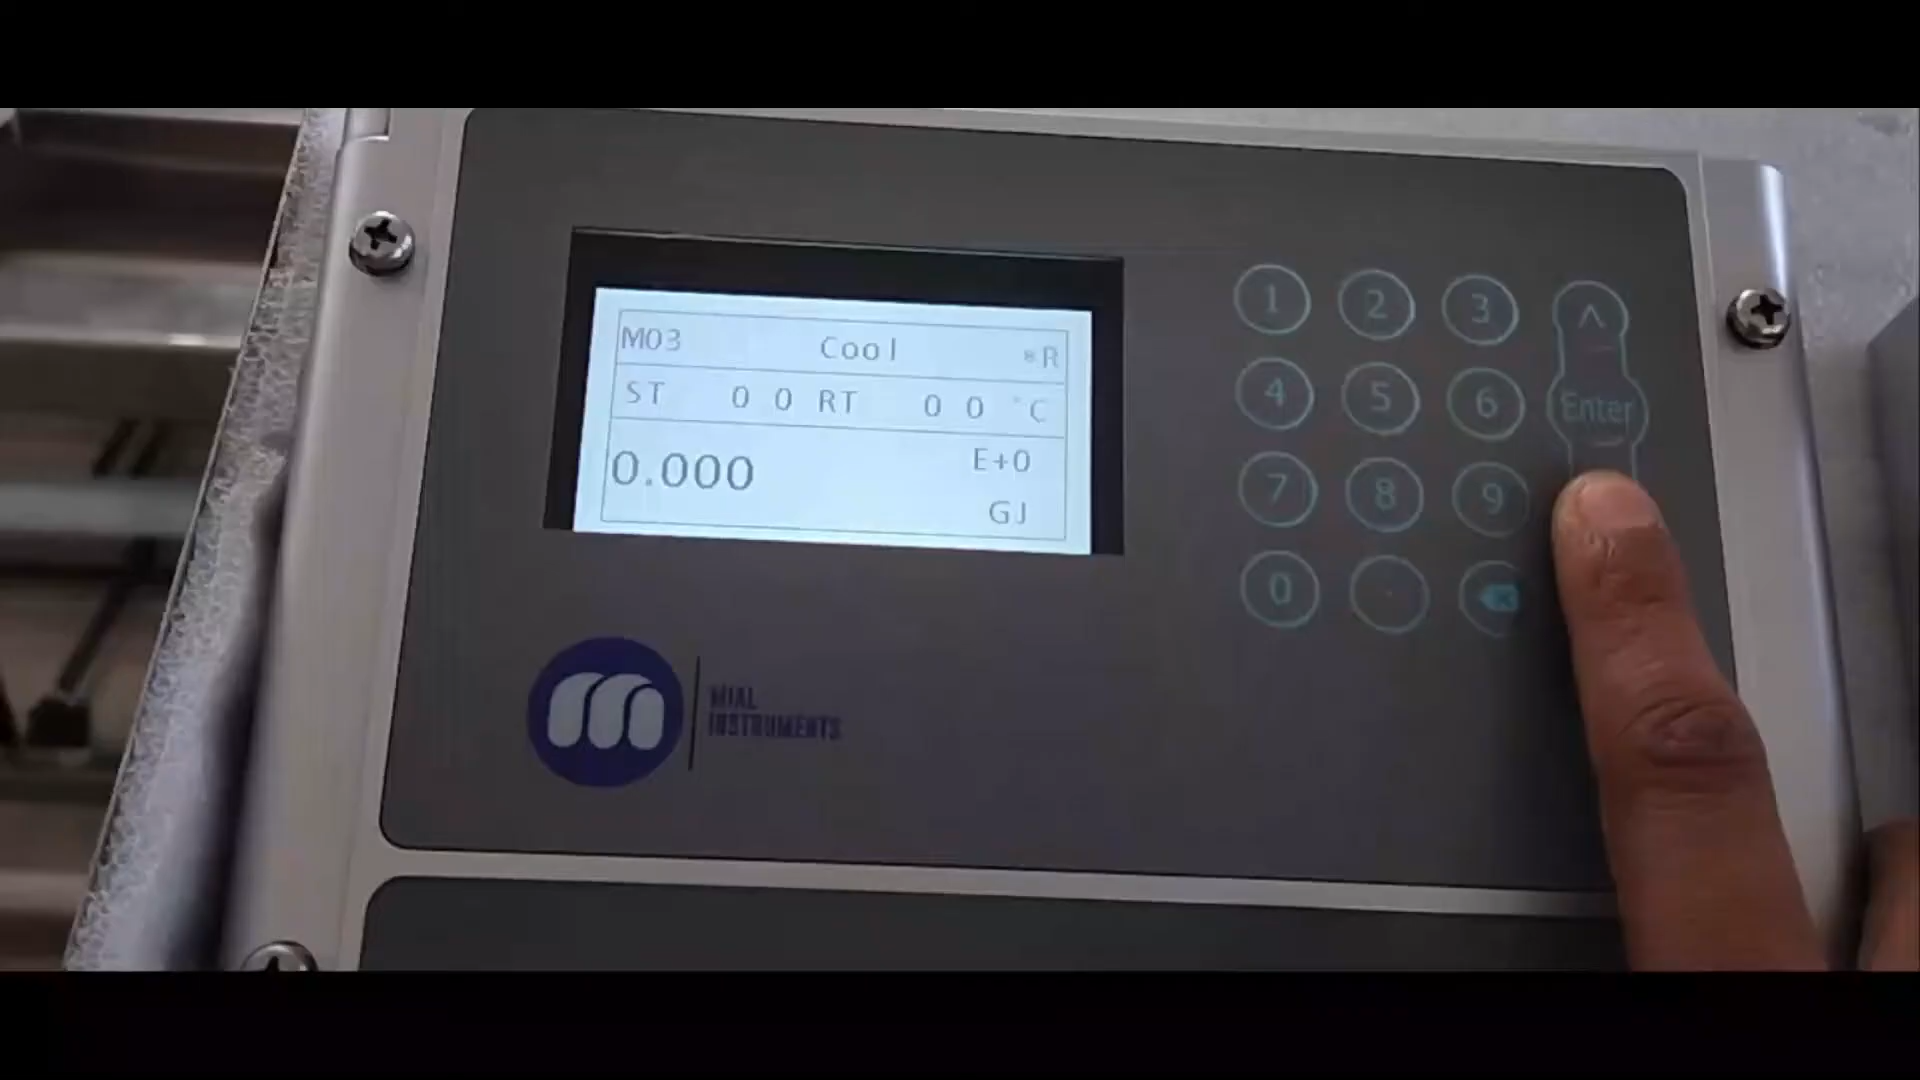 M03 Cool *R
ST 0 0 RT 0 0 °C
0.000 E+0
GJ
1 2 3 ^
4 5 6 Enter
7 8 9
0 .
MIAL
INSTRUMENTS